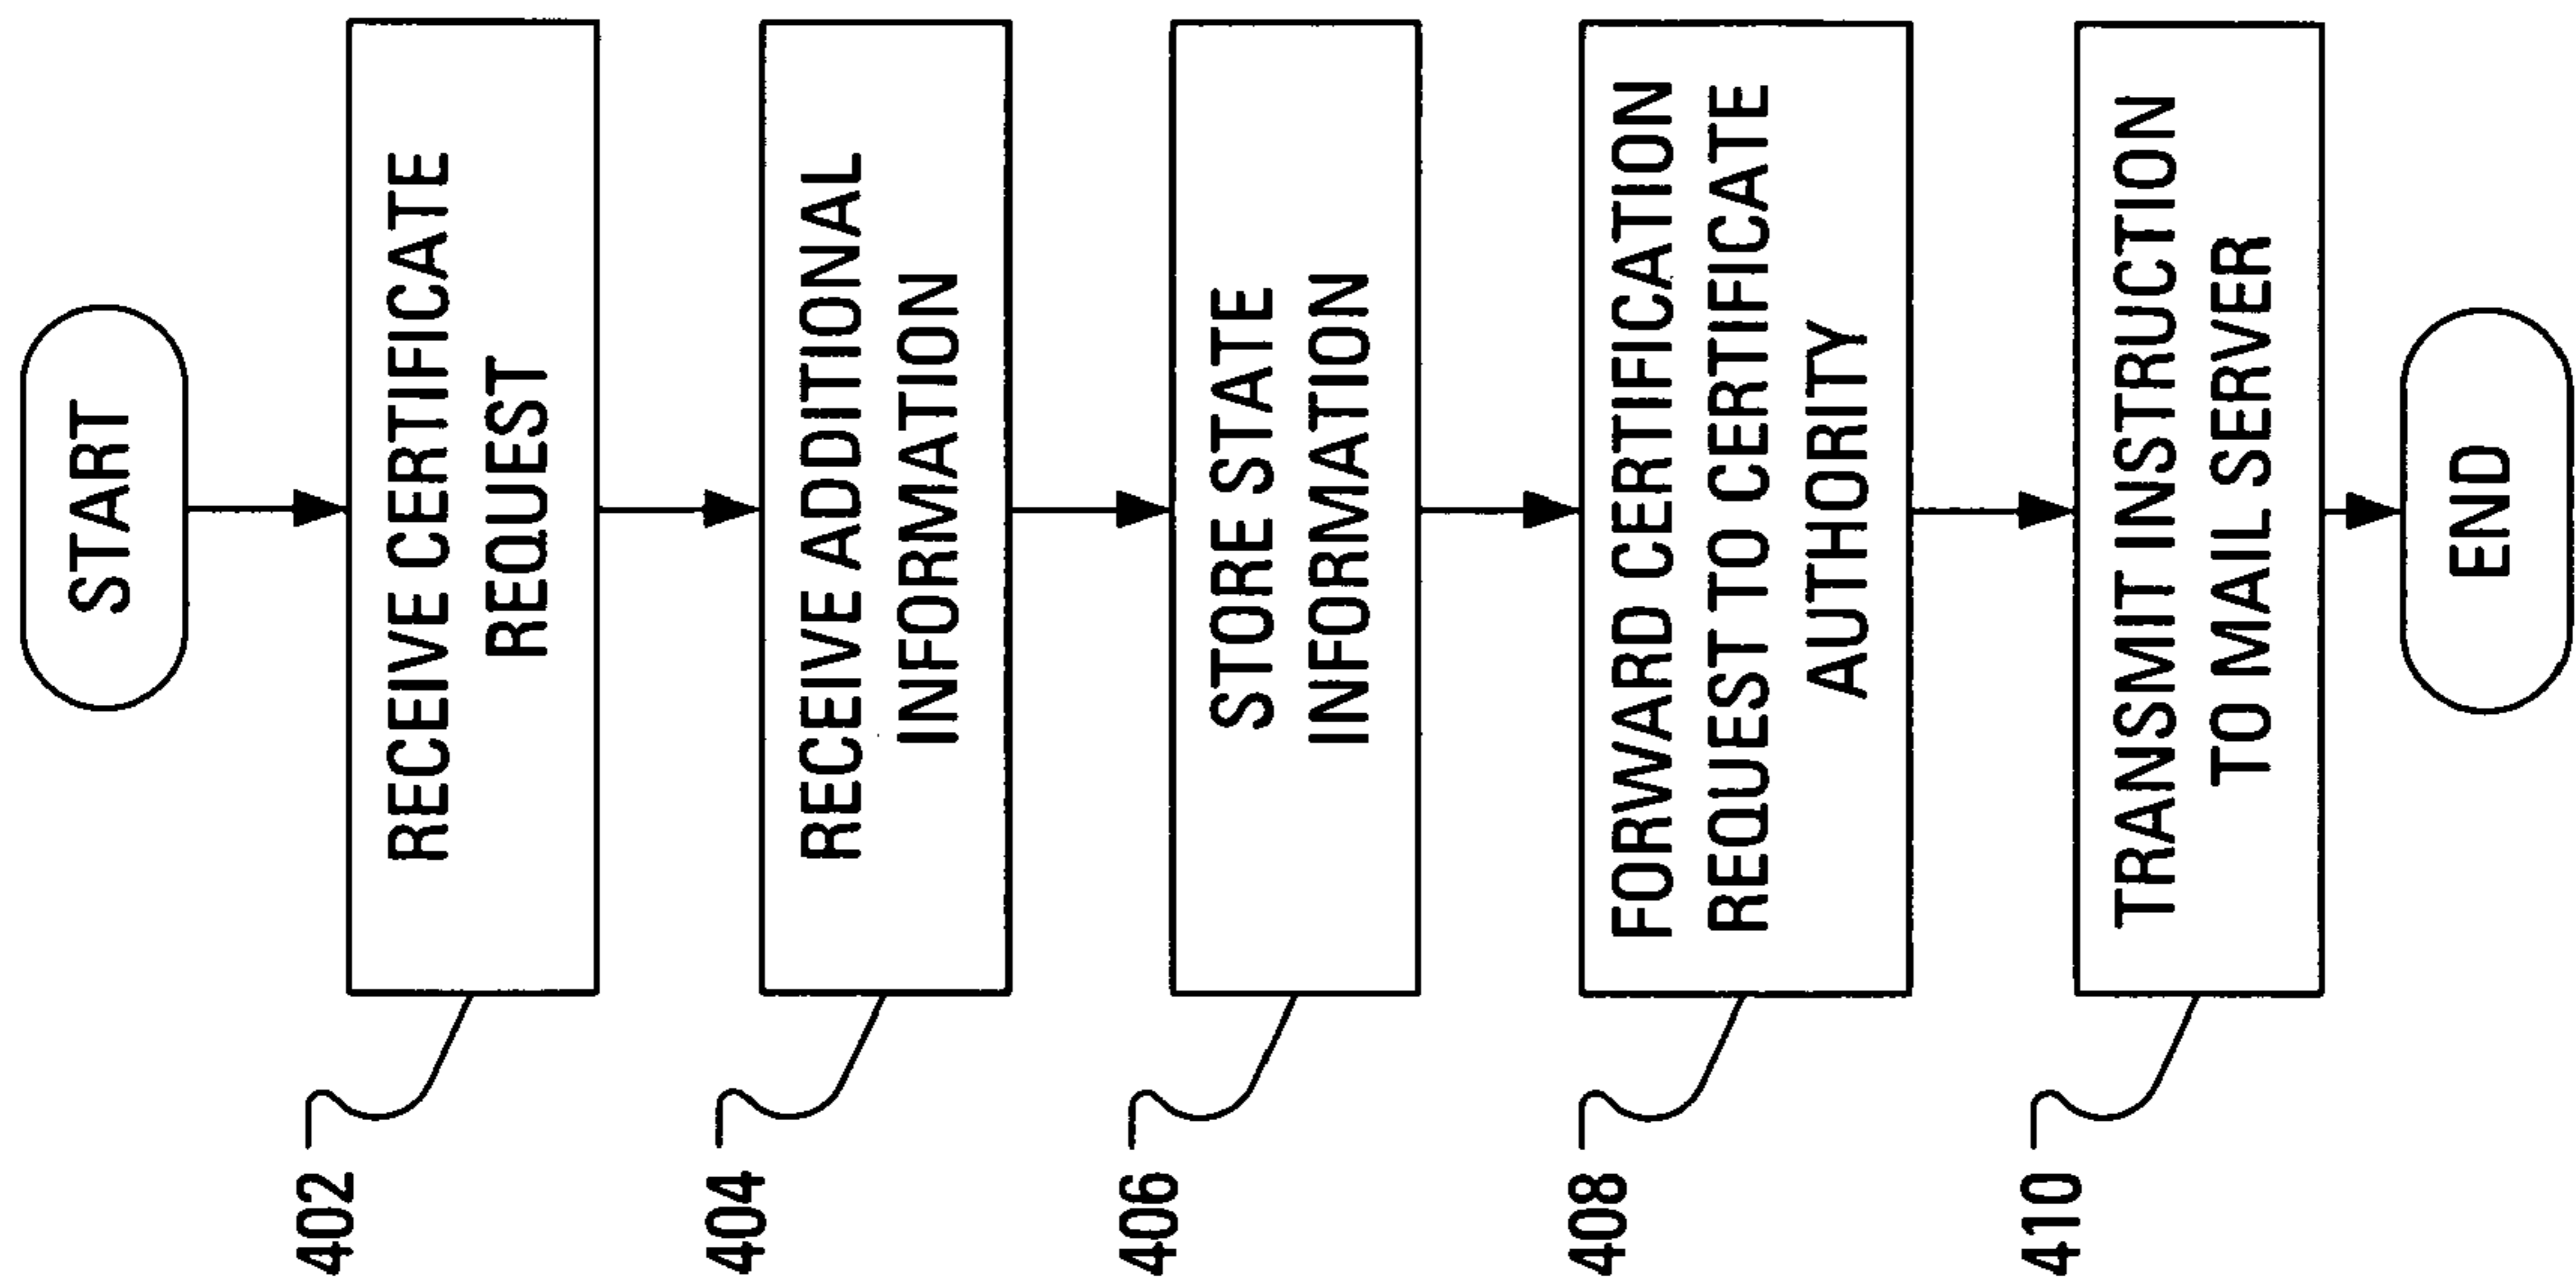 START
402
RECEIVE CERTIFICATE
REQUEST
404
RECEIVE ADDITIONAL
INFORMATION
406
STORE STATE
INFORMATION
408
FORWARD CERTIFICATION
REQUEST TO CERTIFICATE
AUTHORITY
410
TRANSMIT INSTRUCTION
TO MAIL SERVER
END